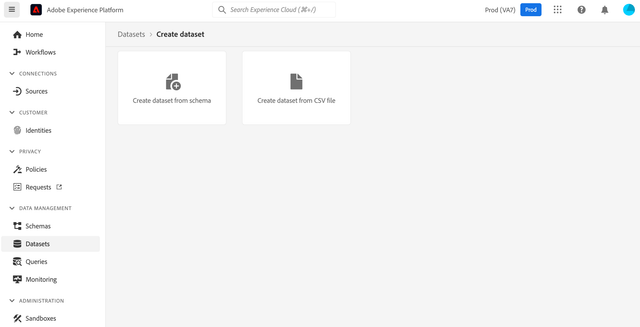 Adobe Experience Platform
Search Experience Cloud (⌘+/)
Prod (VA7)
Prod
Home
Workflows
CONNECTIONS
Sources
CUSTOMER
Identities
PRIVACY
Policies
Requests
DATA MANAGEMENT
Schemas
Datasets
Queries
Monitoring
ADMINISTRATION
Sandboxes
Datasets > Create dataset
Create dataset from schema
Create dataset from CSV file